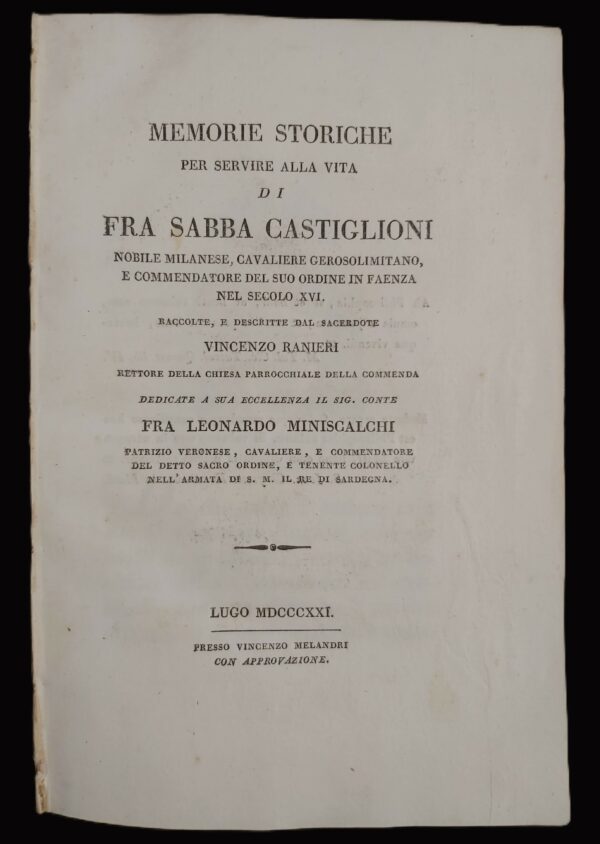 MEMORIE STORICHE
PER SERVIRE ALLA VITA
DI
FRA SABBA CASTIGLIONI
NOBILE MILANESE, CAVALIERE GEROSOLIMITANO,
E COMMENDATORE DEL SUO ORDINE IN FAENZA
NEL SECOLO XVI.
RACCOLTE, E DESCRITTE DAL SACERDOTE
VINCENZO RANIERI
RETTORE DELLA CHIESA PARROCCHIALE DELLA COMMENDA
DEDICATE A SUA ECCELLENZA IL SIG. CONTE
FRA LEONARDO MINISCALCHI
PATRIZIO VERONESE, CAVALIERE, E COMMENDATORE
DEL DETTO SACRO ORDINE, E TENENTE COLONELLO
NELL'ARMATA DI S. M. IL RE DI SARDEGNA.
LUGO MDCCCXXI.
PRESSO VINCENZO MELANDRI
CON APPROVAZIONE.